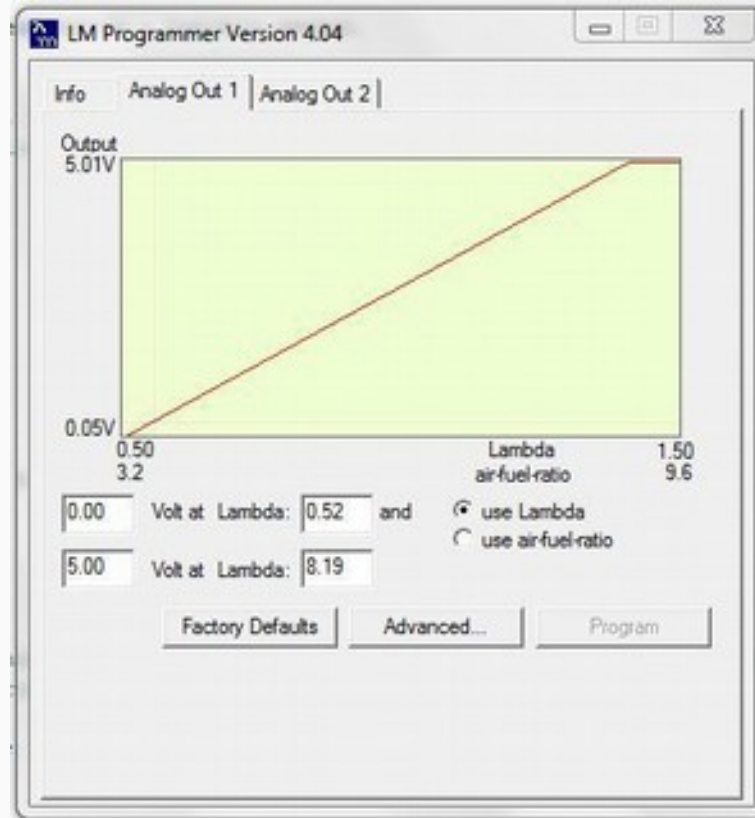 LM Programmer Version 4.04
Info Analog Out 1 Analog Out 2
Output
5.01V
0.05V
0.50 Lambda 1.50
3.2 air-fuel-ratio 9.6
0.00 Volt at Lambda: 0.52 and use Lambda
use air-fuel-ratio
5.00 Volt at Lambda: 8.19
Factory Defaults Advanced... Program